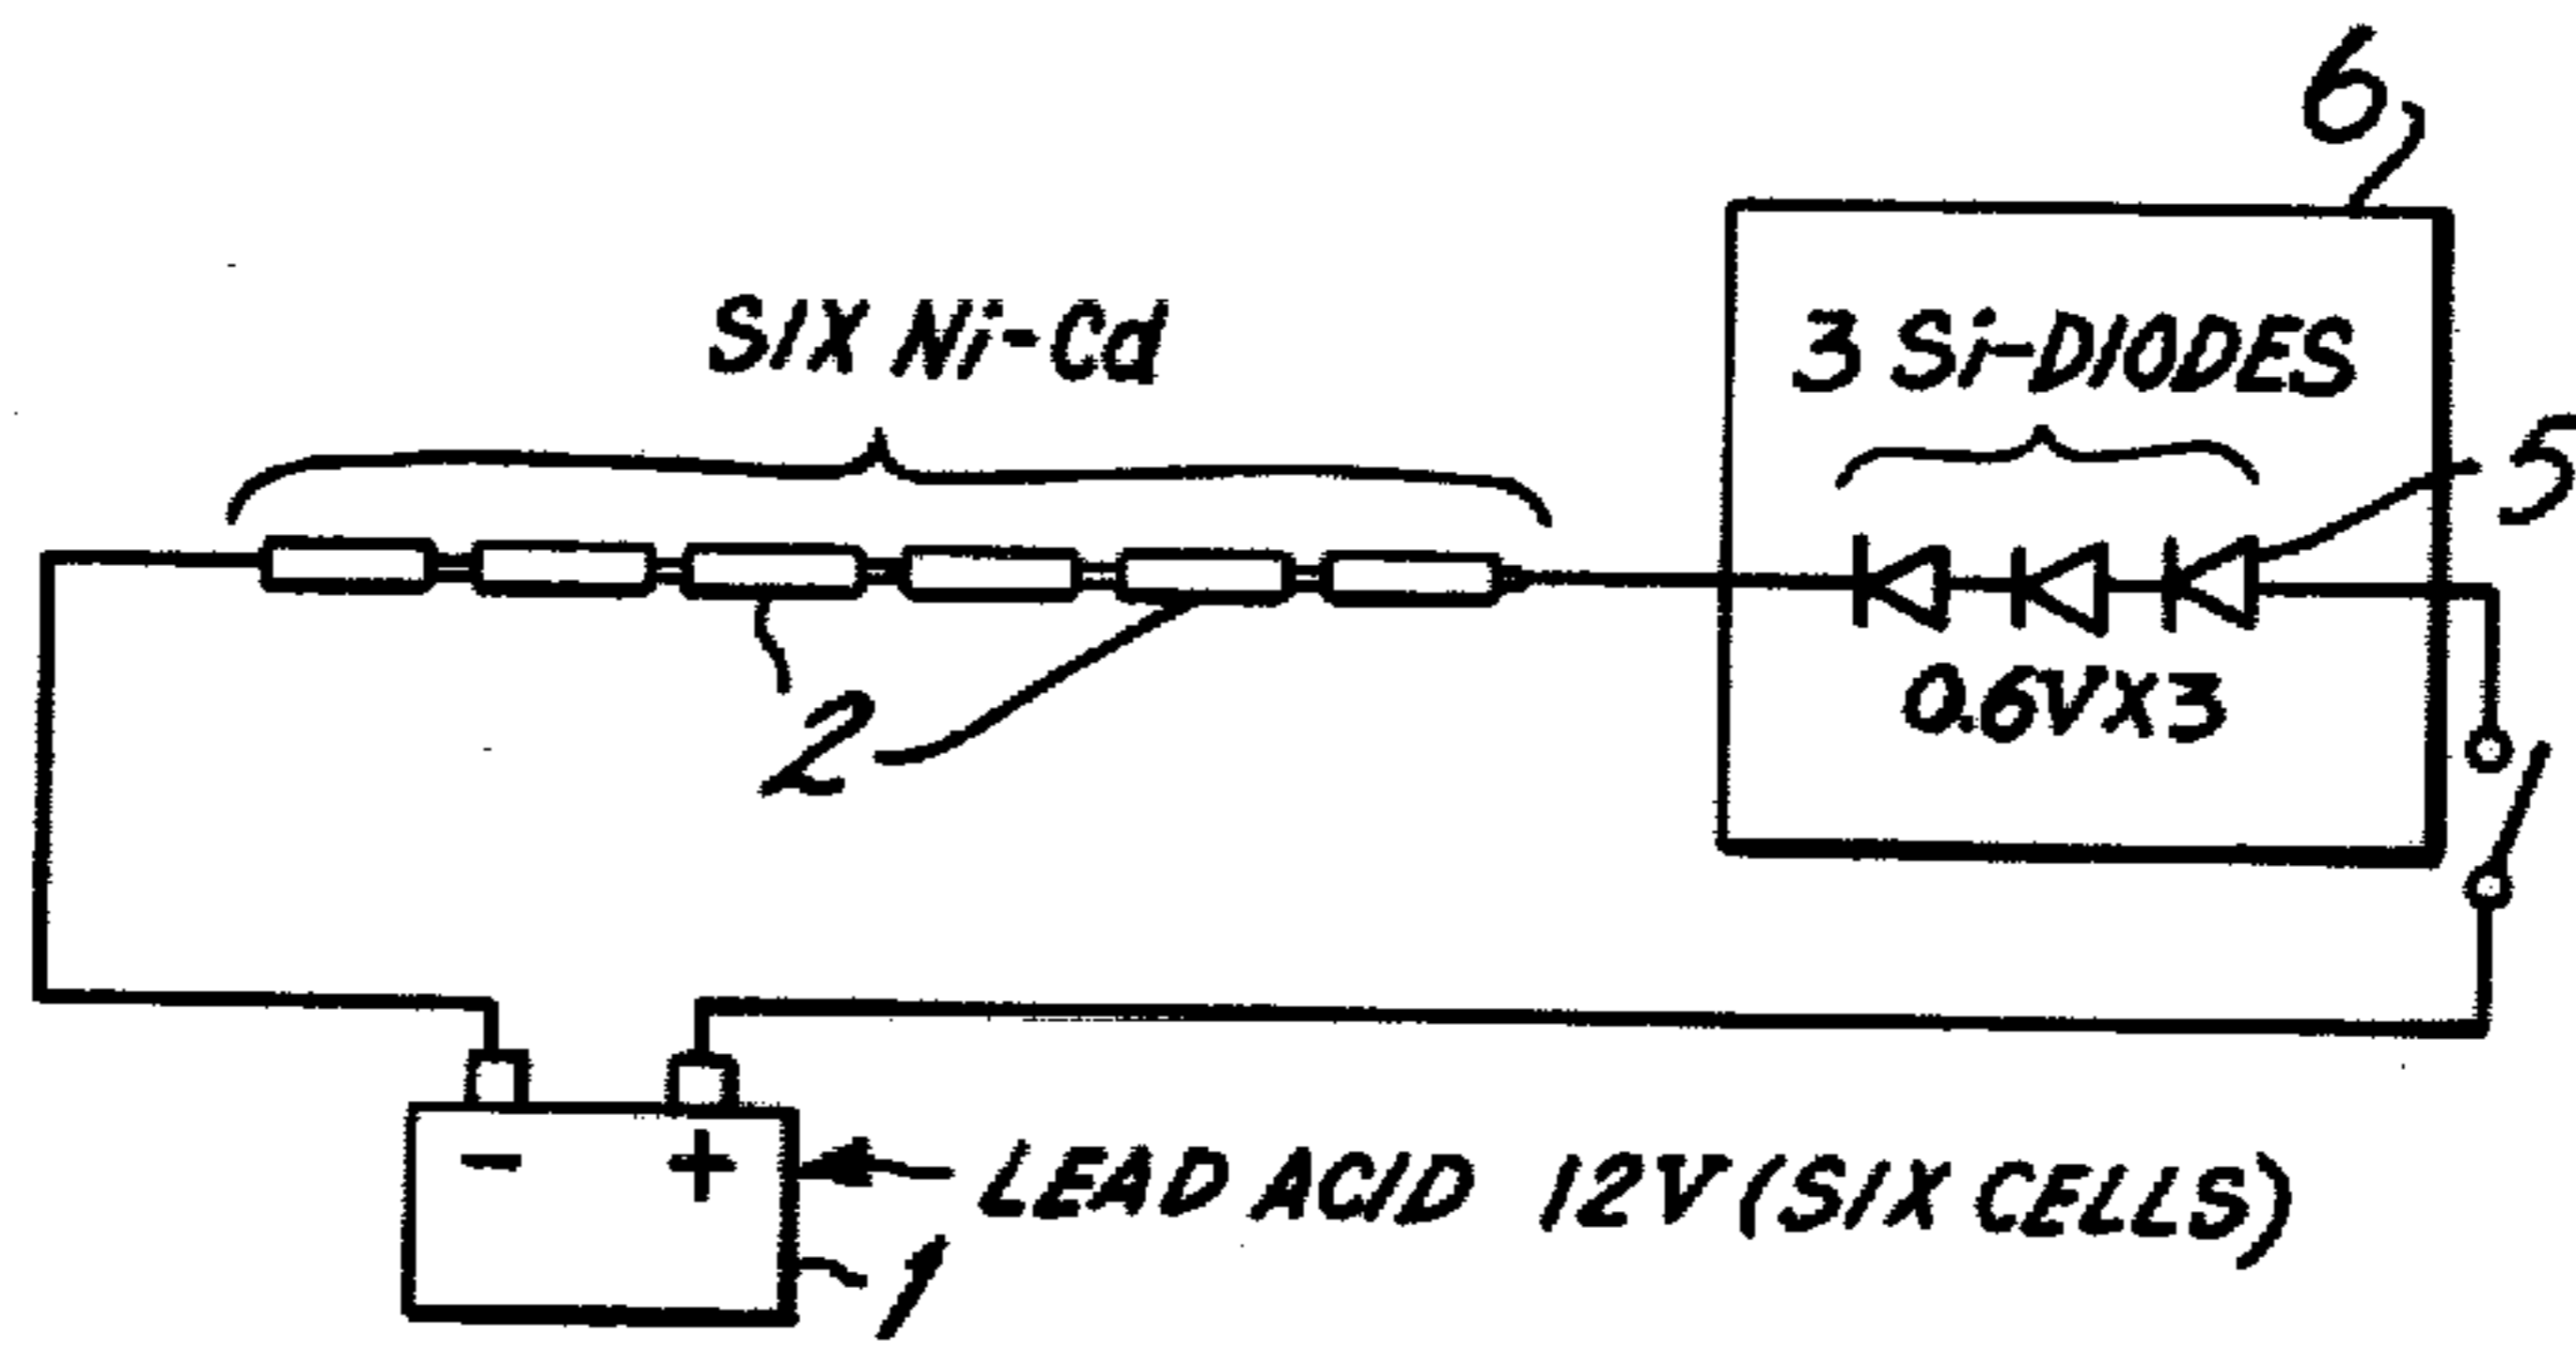 6
SIX Ni-Cd
3 Si-DIODES
5
2
0.6VX3
- +
LEAD ACID 12V (SIX CELLS)
1